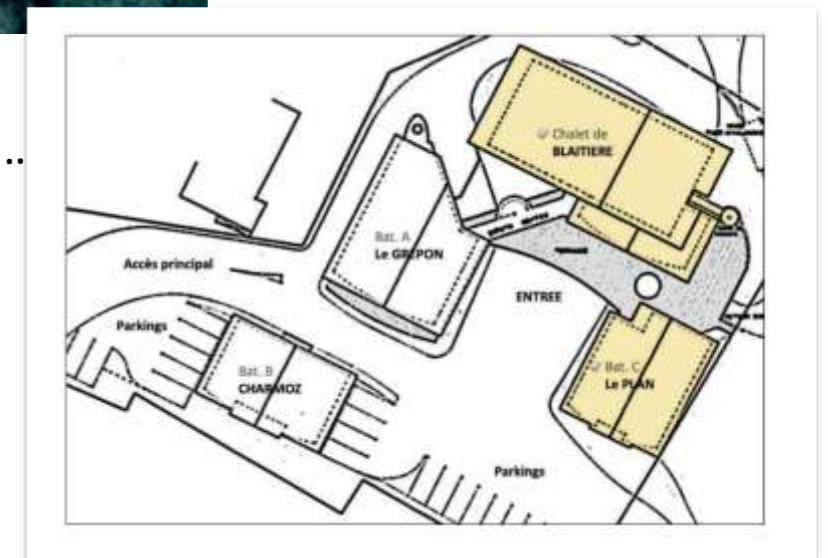 ..
Chalet de
BLAITIERE
Bat. A
Le GREPON
Accès principal
ENTREE
Parkings
Bat. B
CHARMOZ
Bat. C
Le PLAN
Parkings